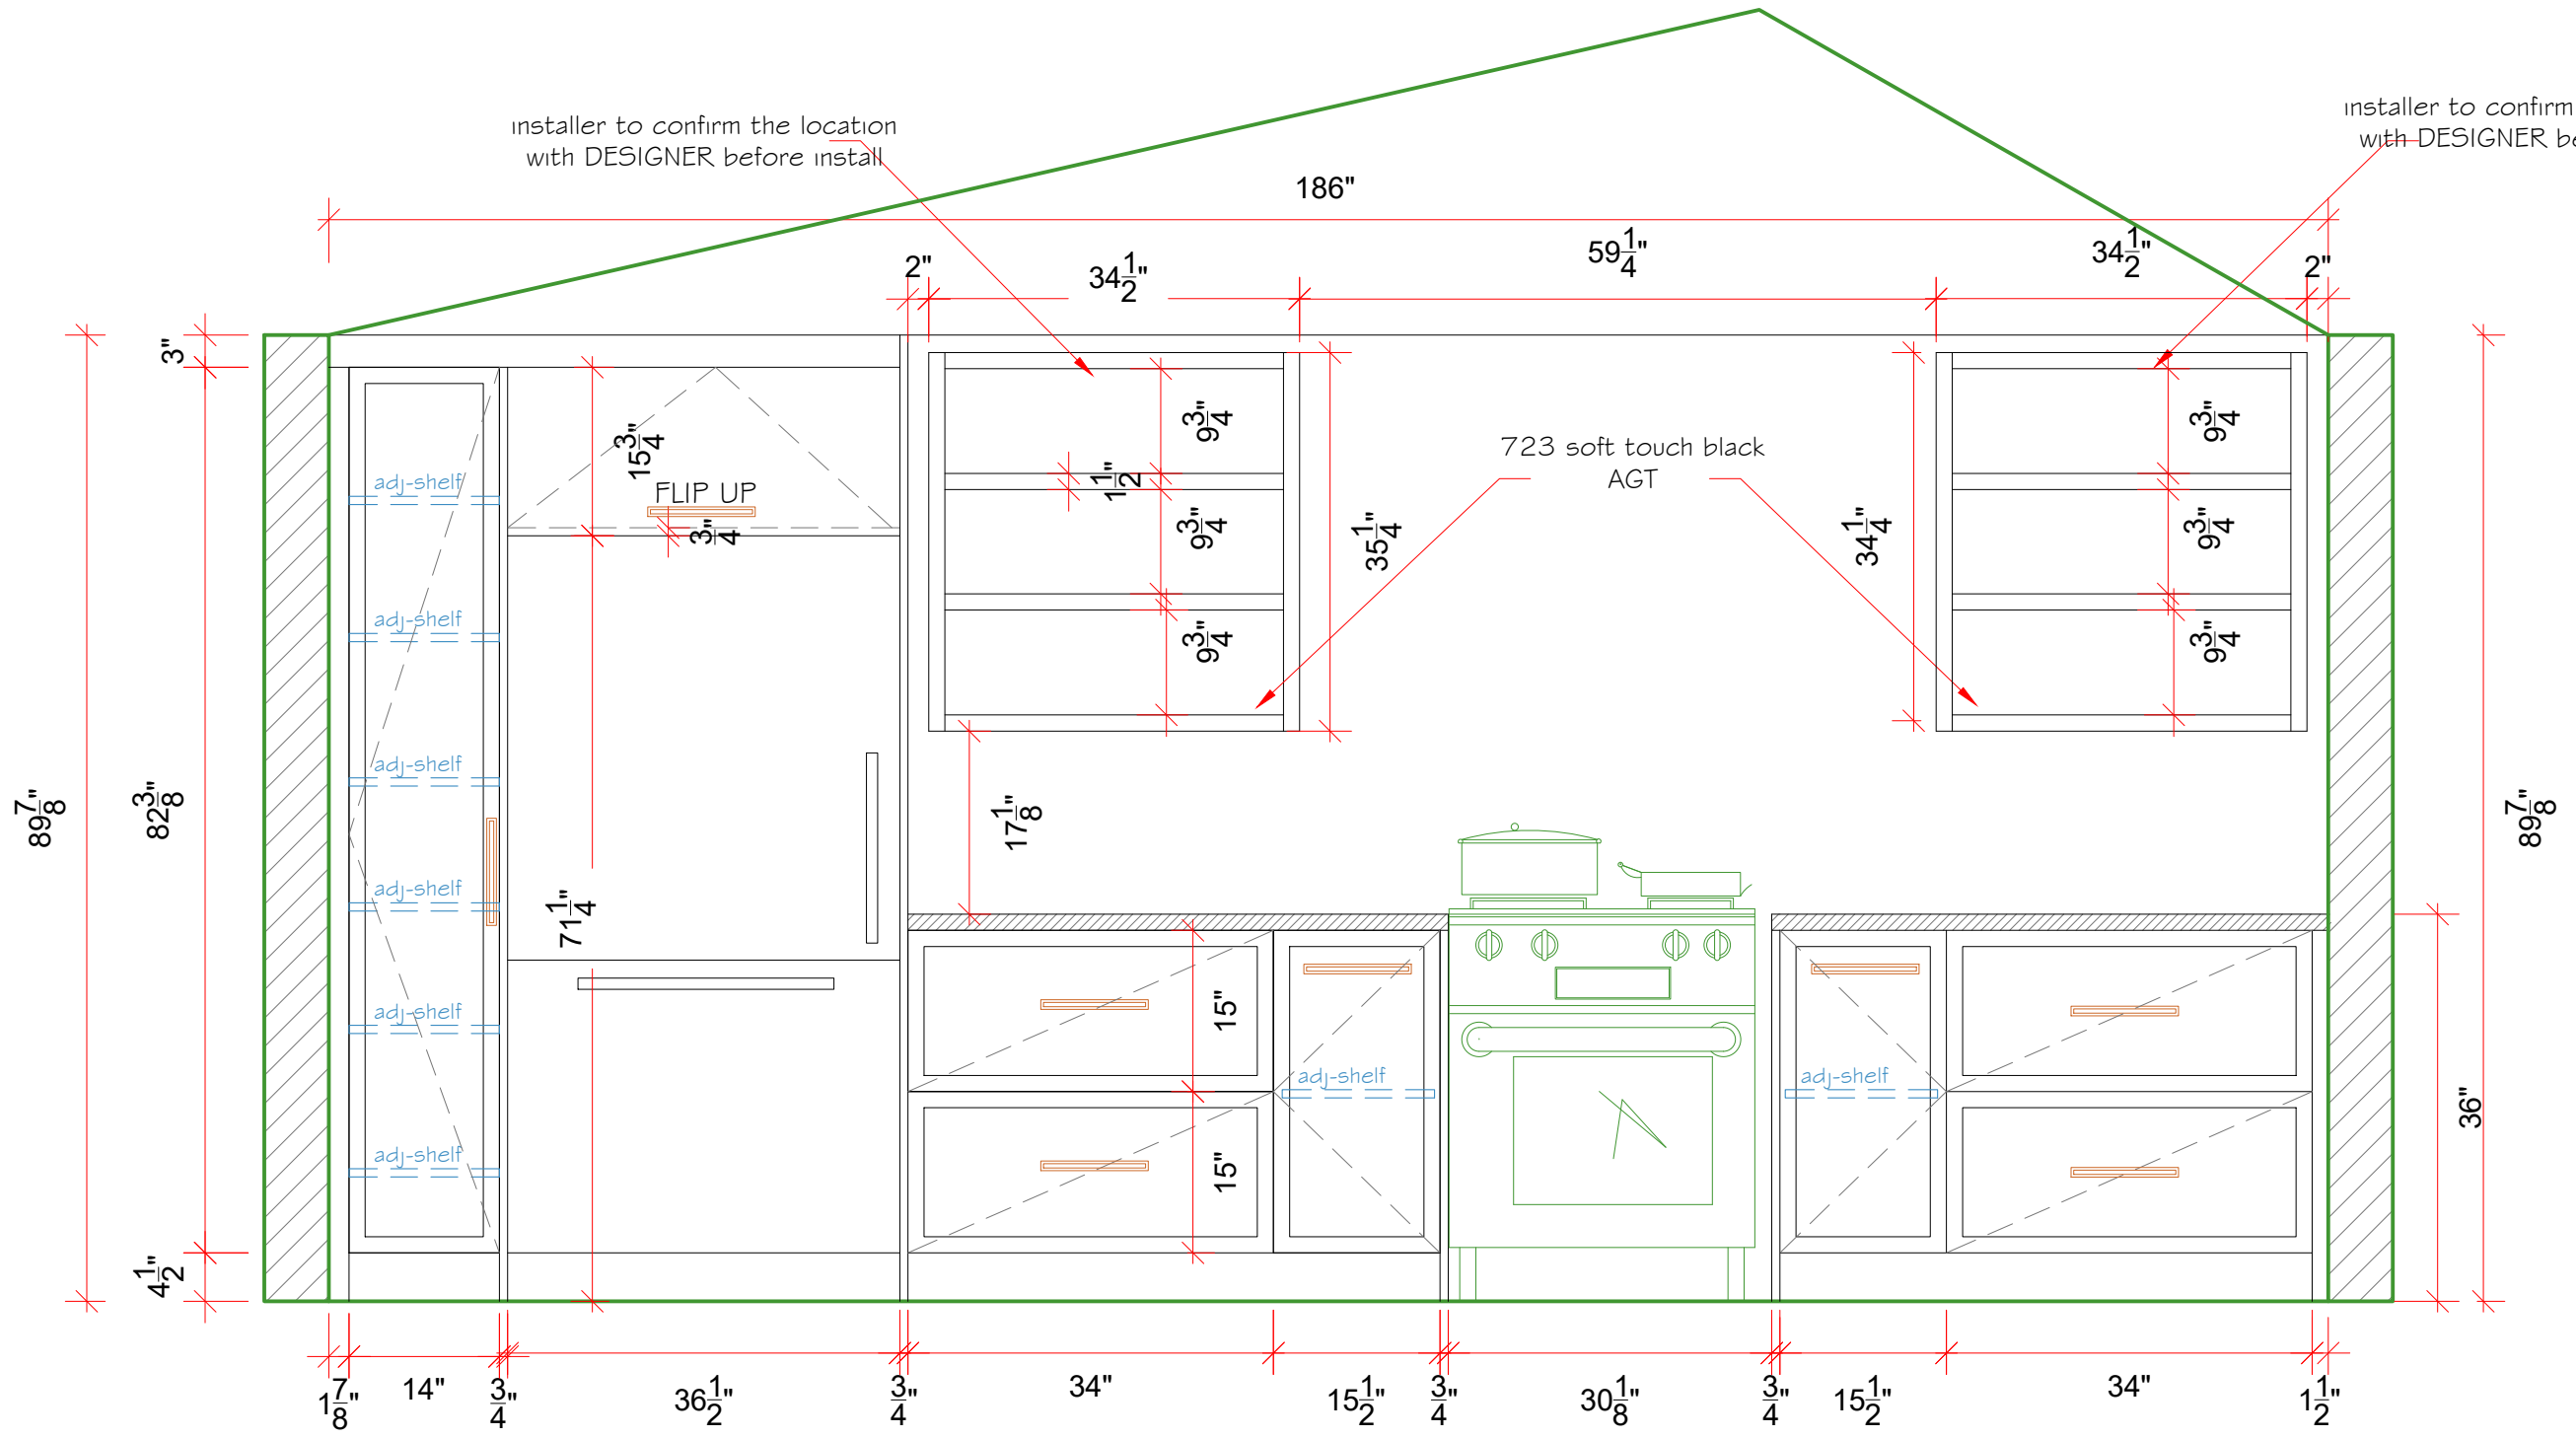 installer to confirm the location
with DESIGNER before install
installer to confirm
with DESIGNER be
186"
2"
34 1/2"
59 1/4"
34 1/2"
2"
3"
15 3/4"
FLIP UP
3/4"
9 3/4"
1 1/2"
9 3/4"
9 3/4"
35 1/4"
723 soft touch black
AGT
34 1/4"
9 3/4"
9 3/4"
9 3/4"
adj-shelf
adj-shelf
adj-shelf
adj-shelf
adj-shelf
adj-shelf
89 7/8"
82 3/8"
4 1/2"
71 1/4"
17 1/8"
15"
15"
adj-shelf
adj-shelf
89 7/8"
36"
1 7/8"
14"
3/4"
36 1/2"
3/4"
34"
15 1/2"
3/4"
30 1/8"
3/4"
15 1/2"
34"
1 1/2"